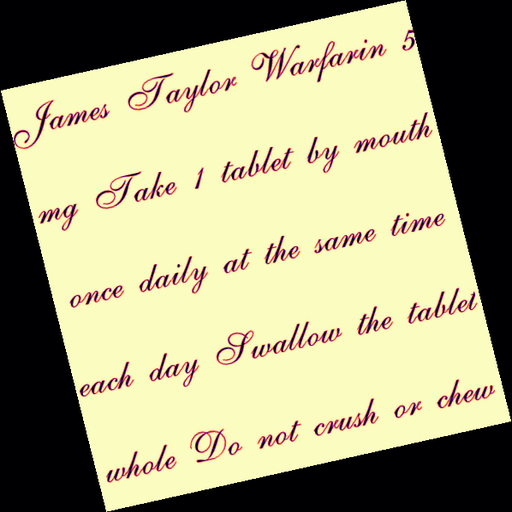 James Taylor Warfarin 5
mg Take 1 tablet by mouth
once daily at the same time
each day Swallow the tablet
whole Do not crush or chew